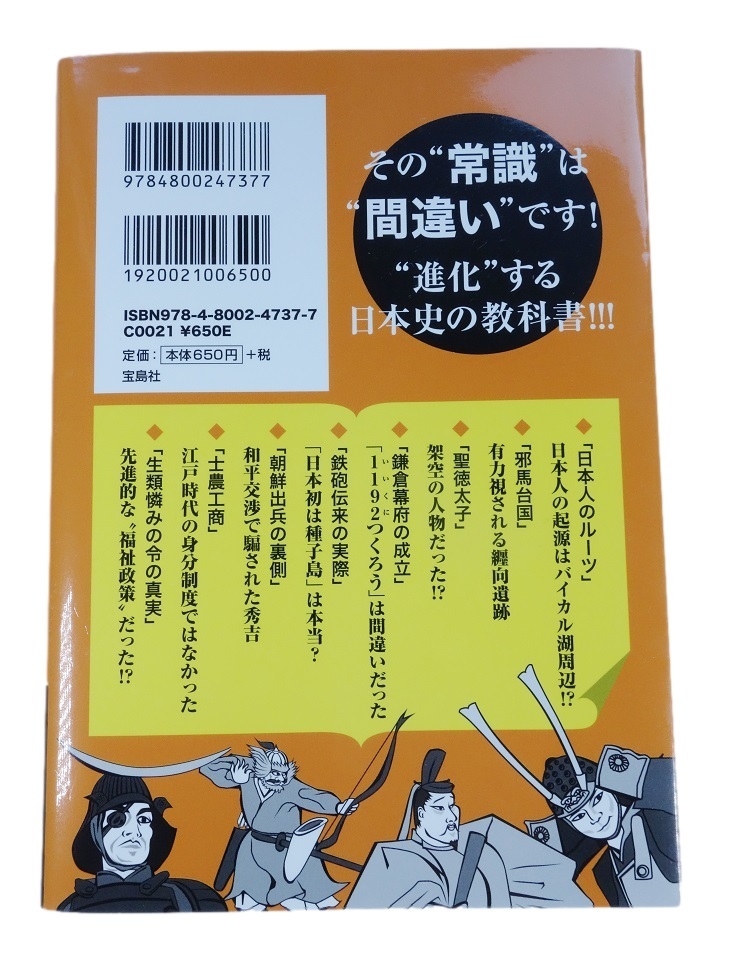 9784800247377
1920021006500
ISBN978-4-8002-4737-7
C0021 ¥650E
定価：本体650円＋税
宝島社
その“常識”は
“間違い”です！
“進化”する
日本史の教科書!!!
◆「日本人のルーツ」
日本人の起源はバイカル湖周辺!?
◆「邪馬台国」
有力視される纏向遺跡
◆「聖徳太子」
架空の人物だった!?
◆「鎌倉幕府の成立」
「1192つくろう」は間違いだった
いいくに
◆「鉄砲伝来の実際」
「日本初は種子島」は本当？
◆「朝鮮出兵の裏側」
和平交渉で騙された秀吉
◆「士農工商」
江戸時代の身分制度ではなかった
◆「生類憐みの令の真実」
先進的な〝福祉政策〟だった!?